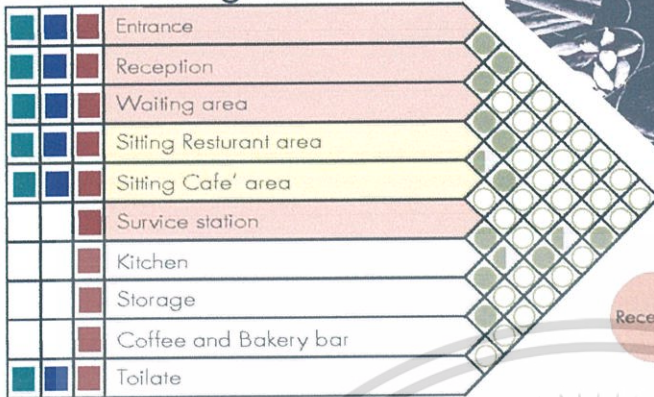 Entrance
Reception
Waiting area
Sitting Resturant area
Sitting Cafe' area
Survice station
Kitchen
Storage
Coffee and Bakery bar
Toilate
Rece